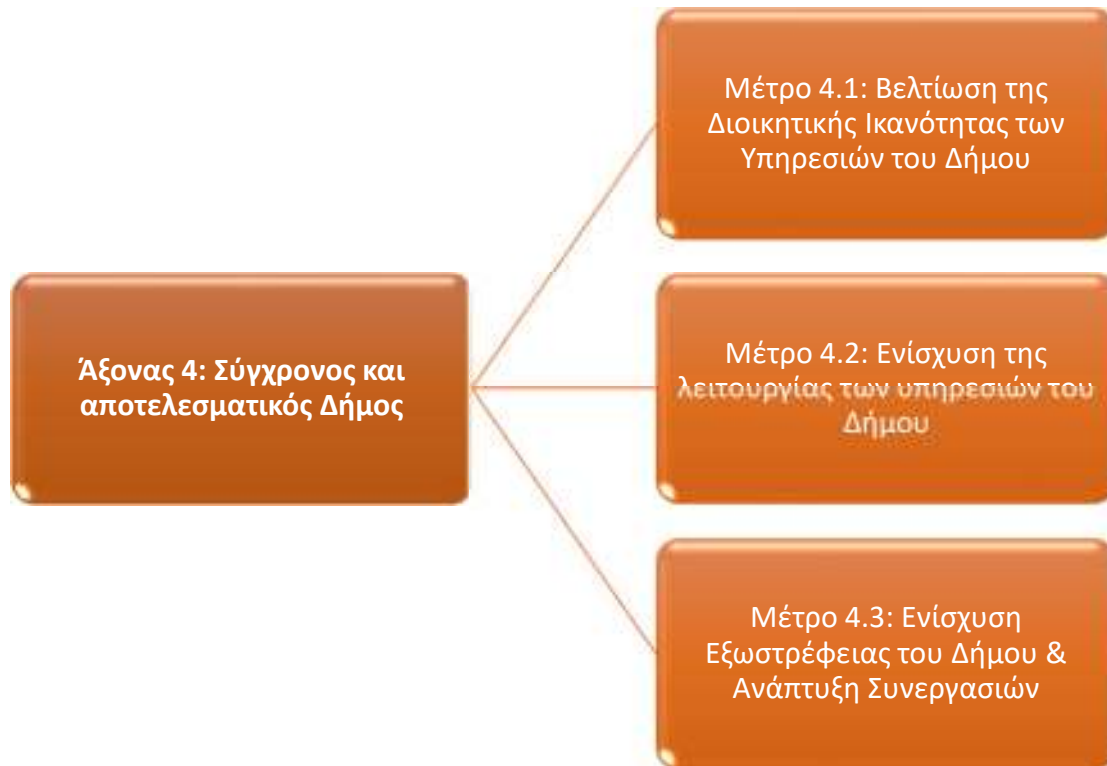 Μέτρο 4.1: Βελτίωση της
Διοικητικής Ικανότητας των
Υπηρεσιών του Δήμου
Άξονας 4: Σύγχρονος και
αποτελεσματικός Δήμος
Μέτρο 4.2: Ενίσχυση της
λειτουργίας των υπηρεσιών του
Δήμου
Μέτρο 4.3: Ενίσχυση
Εξωστρέφειας του Δήμου &
Ανάπτυξη Συνεργασιών